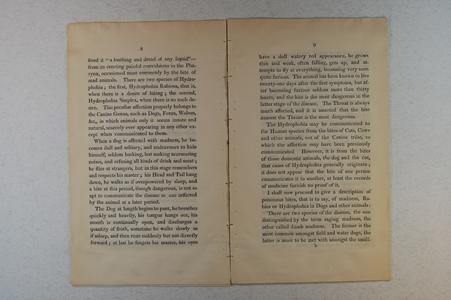 8
fined it "a loathing and dread of any liquid"—
from its exciting painful convulsions in the Pha-
rynx, occasioned most commonly by the bite of
mad animals. There are two species of Hydro-
phobia; the first, Hydrophobia Rabiosa, that is,
when there is a desire of biting; the second,
Hydrophobia Simplex, when there is no such de-
sire. This peculiar affection properly belongs to
the Canine Genus, such as Dogs, Foxes, Wolves,
&c. in which animals only it seems innate and
natural, scarcely ever appearing in any other ex-
cept when communicated to them.
When a dog is affected with madness, he be-
comes dull and solitary, and endeavours to hide
himself, seldom barking, but making murmuring
noise, and refusing all kinds of drink and meat;
he flies at strangers, but in this stage remembers
and respects his master; his Head and Tail hang
down, he walks as if overpowered by sleep, and
a bite at this period, though dangerous, is not so
apt to communicate the disease as one inflicted
by the animal at a later period.
The Dog at length begins to pant, he breathes
quickly and heavily, his tongue hangs out, his
mouth is continually open, and discharges a
quantity of froth, sometimes he walks slowly as
if asleep, and then runs suddenly but not directly
forward; at last he forgets his master, his eyes
9
have a dull watery red appearance, he grows
thin and weak, often falling, gets up, and at-
tempts to fly at everything, becoming very soon
quite furious. The animal has been known to live
twenty-one days after the first symptoms, but af-
ter becoming furious seldom more than thirty
hours, and the bite is the most dangerous in the
latter stage of the disease. The Throat is always
much affected, and it is asserted that the bite
nearest the Throat is the most dangerous.
The Hydrophobia may be communicated to
the Human species from the bites of Cats, Cows
and other animals, not of the Canine tribe, to
which the affection may have been previously
communicated However, it is from the bites
of those domestic animals, the dog and the cat,
that cases of Hydrophobia generally originate;
it does not appear that the bite of one person
communicates it to another, at least the records
of medicine furnish no proof of it.
I shall now proceed to give a description of
poisonous bites, that is to say, of madness, Ra-
bies or Hydrophobia in Dogs and other animals:
There are two species of the disease, the one
distinguished by the term raging madness, the
other called dumb madness. The former is the
most common amongst field and water dogs, the
latter is more to be met with amongst the small